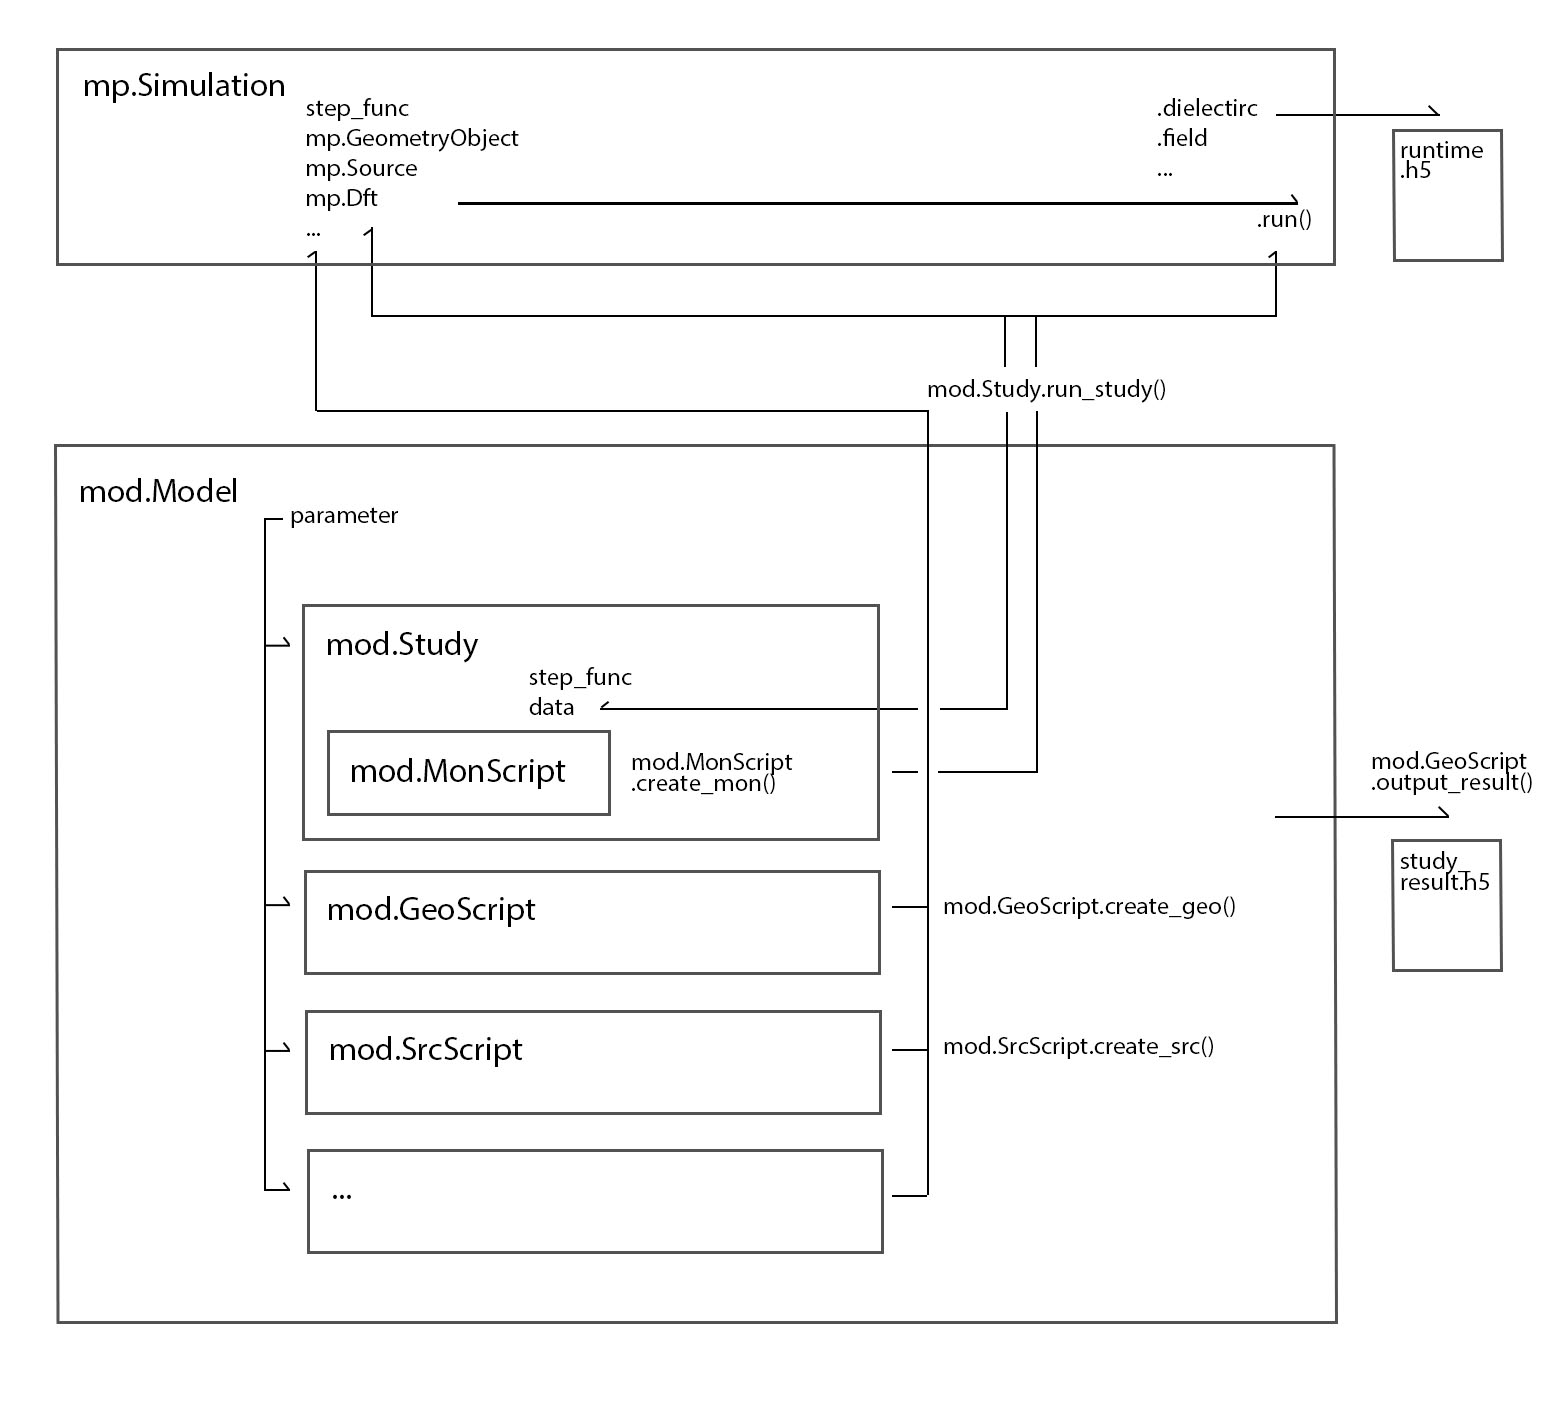 mp.Simulation
step_func
mp.GeometryObject
mp.Source
mp.Dft
...
.dielectirc
.field
...
.run()
runtime
.h5
mod.Study.run_study()
mod.Model
parameter
mod.Study
step_func
data
mod.MonScript
mod.MonScript
.create_mon()
mod.GeoScript
.output_result()
study_
result.h5
mod.GeoScript
mod.GeoScript.create_geo()
mod.SrcScript
mod.SrcScript.create_src()
...